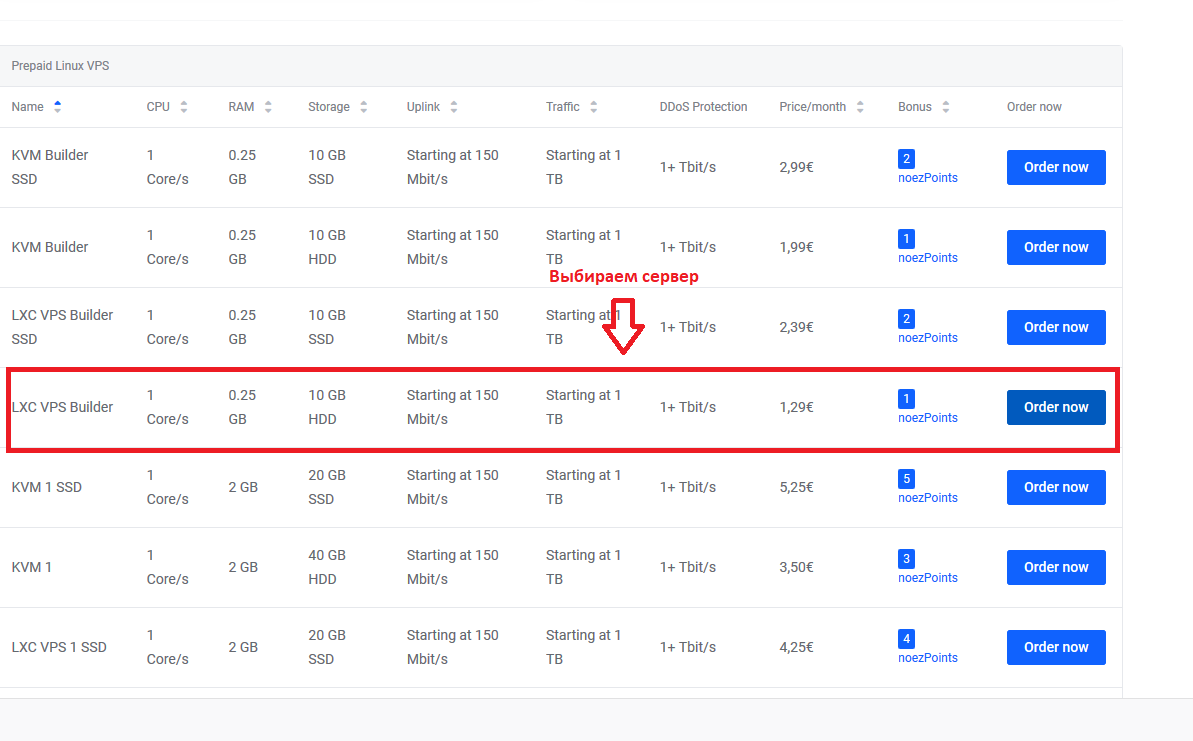 Prepaid Linux VPS
Name CPU RAM Storage Uplink Traffic DDoS Protection Price/month Bonus Order now
KVM Builder SSD 1 Core/s 0.25 GB 10 GB SSD Starting at 150 Mbit/s Starting at 1 TB 1+ Tbit/s 2,99€ 2 noezPoints Order now
KVM Builder 1 Core/s 0.25 GB 10 GB HDD Starting at 150 Mbit/s Starting at 1 TB 1+ Tbit/s 1,99€ 1 noezPoints Order now
Выбираем сервер
LXC VPS Builder SSD 1 Core/s 0.25 GB 10 GB SSD Starting at 150 Mbit/s Starting at 1 TB 1+ Tbit/s 2,39€ 2 noezPoints Order now
LXC VPS Builder 1 Core/s 0.25 GB 10 GB HDD Starting at 150 Mbit/s Starting at 1 TB 1+ Tbit/s 1,29€ 1 noezPoints Order now
KVM 1 SSD 1 Core/s 2 GB 20 GB SSD Starting at 150 Mbit/s Starting at 1 TB 1+ Tbit/s 5,25€ 5 noezPoints Order now
KVM 1 1 Core/s 2 GB 40 GB HDD Starting at 150 Mbit/s Starting at 1 TB 1+ Tbit/s 3,50€ 3 noezPoints Order now
LXC VPS 1 SSD 1 Core/s 2 GB 20 GB SSD Starting at 150 Mbit/s Starting at 1 TB 1+ Tbit/s 4,25€ 4 noezPoints Order now